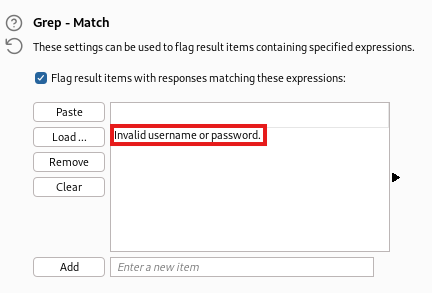 Grep - Match
These settings can be used to flag result items containing specified expressions.
Flag result items with responses matching these expressions:
Paste
Load ...
Invalid username or password.
Remove
Clear
Add
Enter a new item